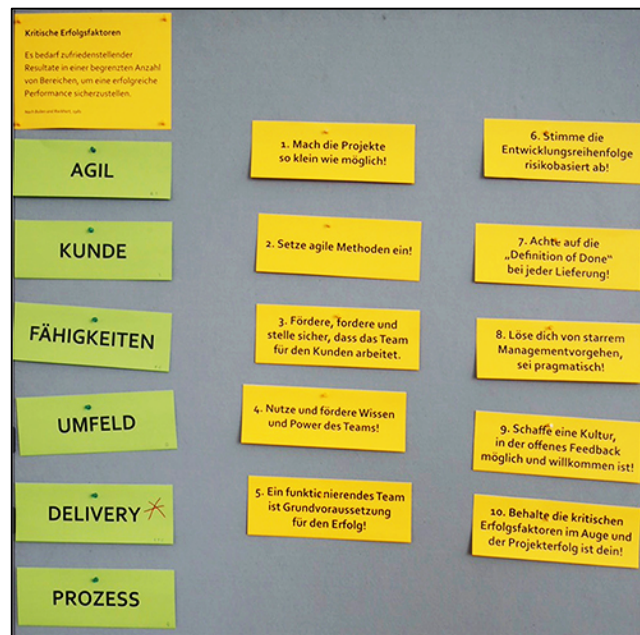 Kritische Erfolgsfaktoren
Es bedarf zufriedenstellender
Resultate in einer begrenzten Anzahl
von Bereichen, um eine erfolgreiche
Performance sicherzustellen.
AGIL
KUNDE
FÄHIGKEITEN
UMFELD
DELIVERY
PROZESS
1. Mach die Projekte
so klein wie möglich!
2. Setze agile Methoden ein!
3. Fördere, fordere und
stelle sicher, dass das Team
für den Kunden arbeitet.
4. Nutze und fördere Wissen
und Power des Teams!
5. Ein funktionierendes Team
ist Grundvoraussetzung
für den Erfolg!
6. Stimme die
Entwicklungsreihenfolge
risikobasiert ab!
7. Achte auf die
„Definition of Done“
bei jeder Lieferung!
8. Löse dich von starrem
Managementvorgehen,
sei pragmatisch!
9. Schaffe eine Kultur,
in der offenes Feedback
möglich und willkommen ist!
10. Behalte die kritischen
Erfolgsfaktoren im Auge und
der Projekterfolg ist dein!